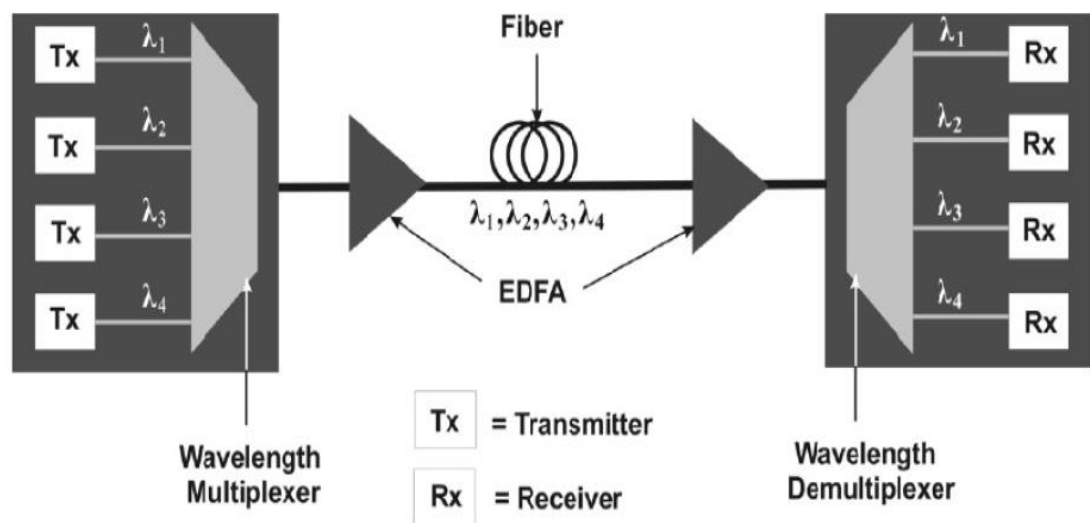 Fiber
Tx λ₁
Tx λ₂
Tx λ₃
Tx λ₄
λ₁,λ₂,λ₃,λ₄
EDFA
λ₁ Rx
λ₂ Rx
λ₃ Rx
λ₄ Rx
Wavelength
Multiplexer
Tx = Transmitter
Rx = Receiver
Wavelength
Demultiplexer